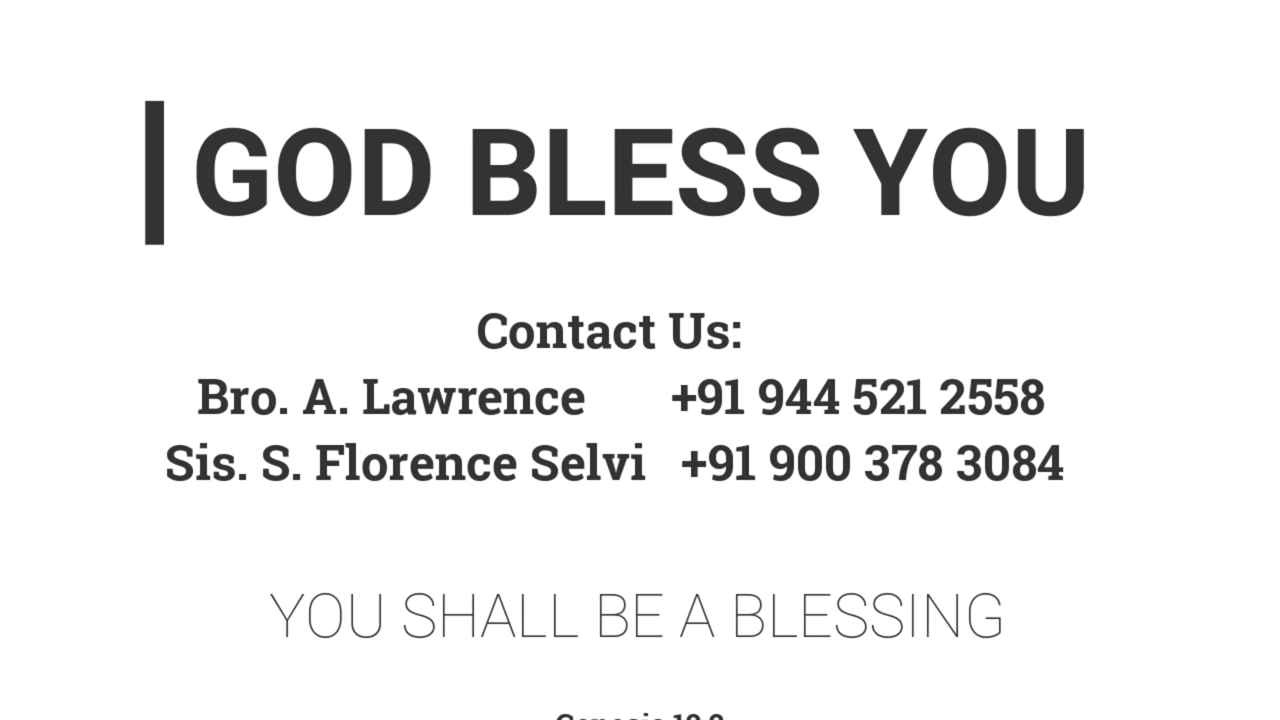 GOD BLESS YOU
Contact Us:
Bro. A. Lawrence +91 944 521 2558
Sis. S. Florence Selvi +91 900 378 3084
YOU SHALL BE A BLESSING
Genesis